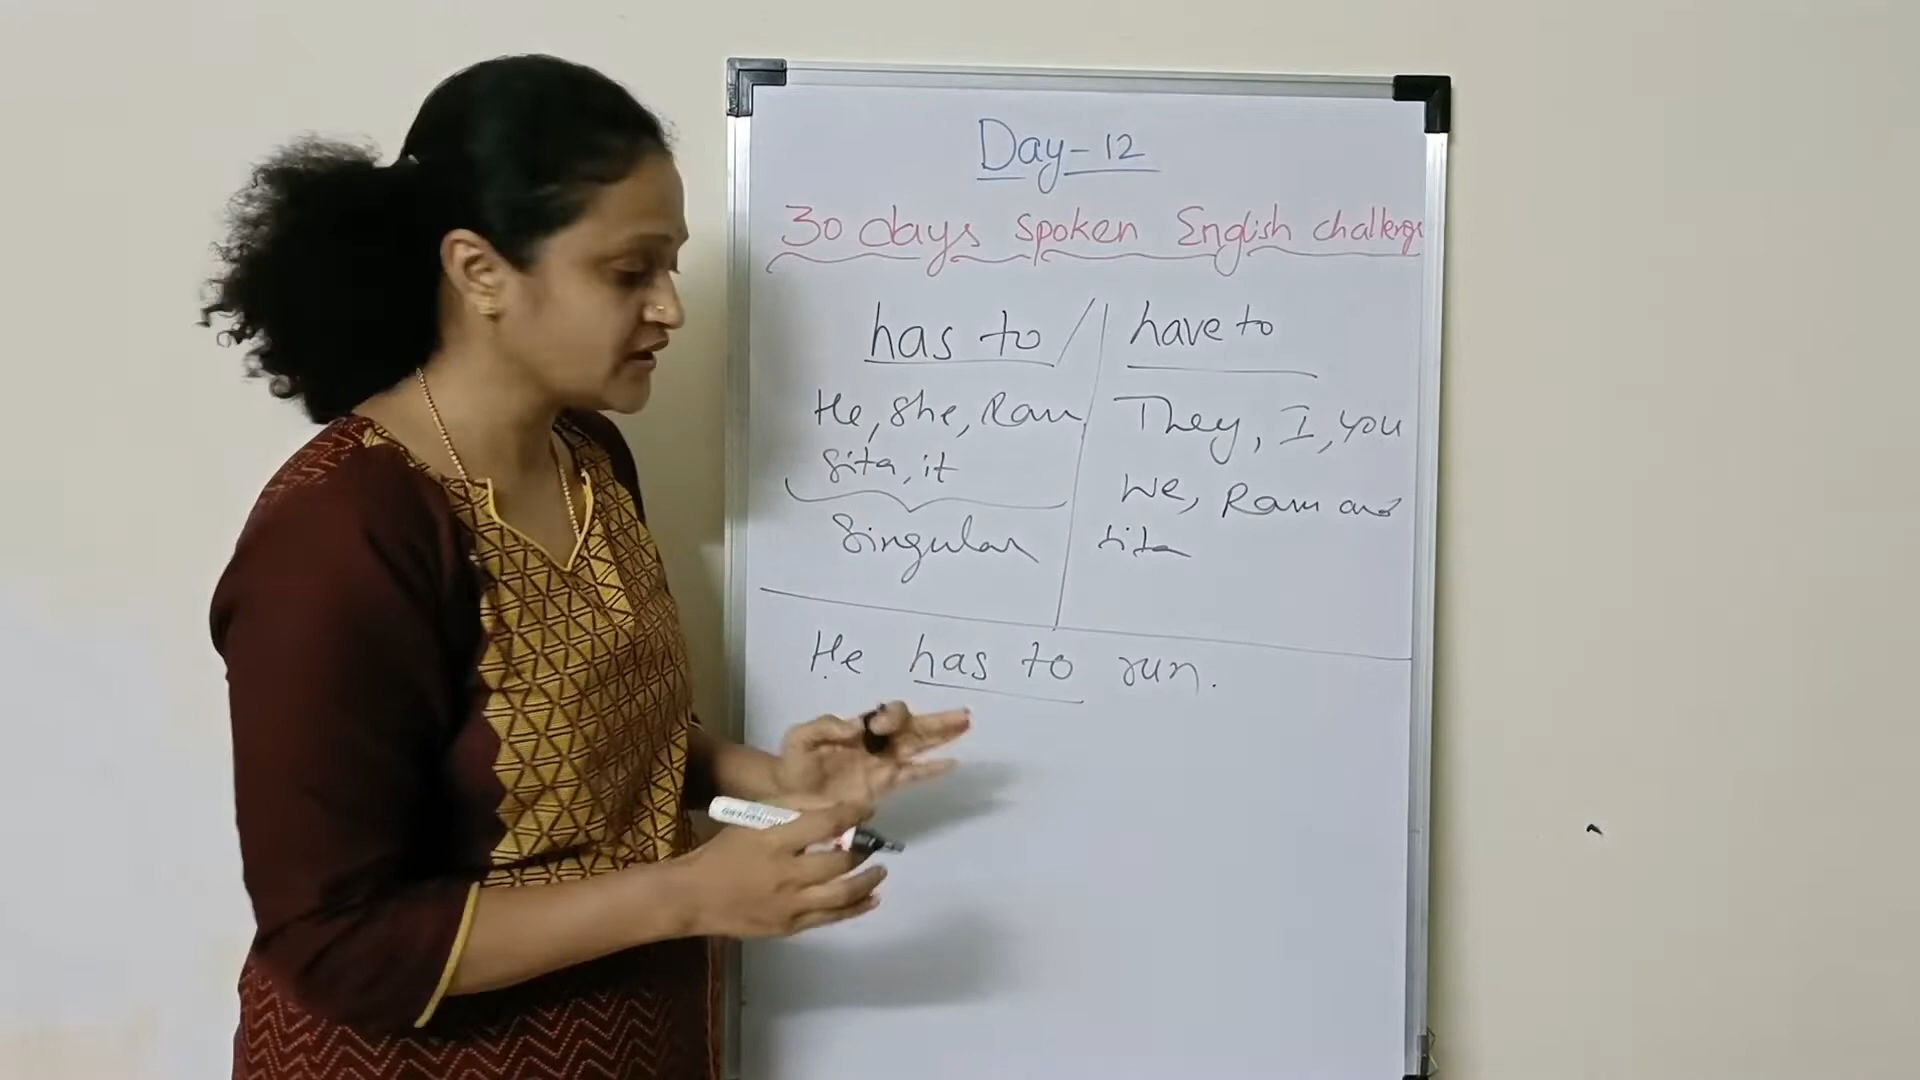 Day-12
30 days spoken English challenge
has to / have to
He, She, Ram
Sita, it
Singular
They, I, you
We, Ram and
Sita
He has to run.